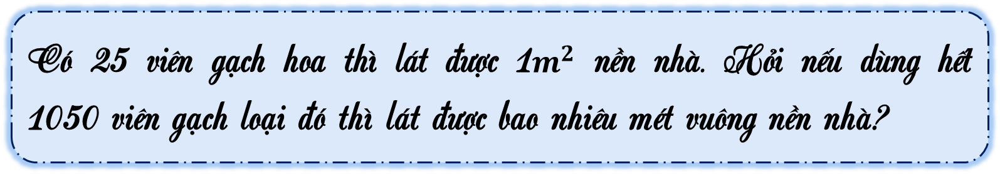 Có 25 viên gạch hoa thì lát được 1m² nền nhà. Hỏi nếu dùng hết
1050 viên gạch loại đó thì lát được bao nhiêu mét vuông nền nhà?